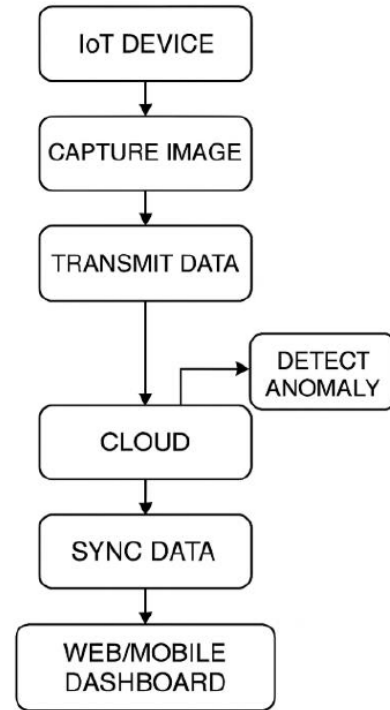 IoT DEVICE
CAPTURE IMAGE
TRANSMIT DATA
DETECT
ANOMALY
CLOUD
SYNC DATA
WEB/MOBILE
DASHBOARD